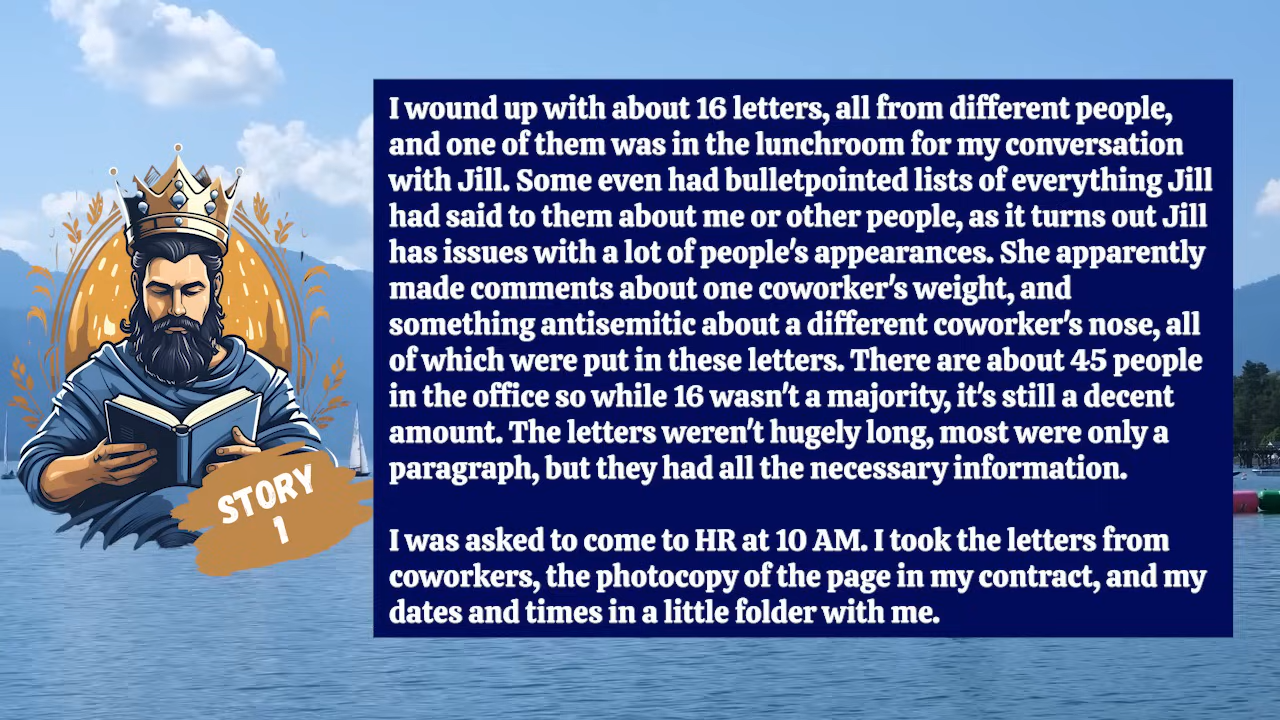 I wound up with about 16 letters, all from different people,
and one of them was in the lunchroom for my conversation
with Jill. Some even had bulletpointed lists of everything Jill
had said to them about me or other people, as it turns out Jill
has issues with a lot of people's appearances. She apparently
made comments about one coworker's weight, and
something antisemitic about a different coworker's nose, all
of which were put in these letters. There are about 45 people
in the office so while 16 wasn't a majority, it's still a decent
amount. The letters weren't hugely long, most were only a
paragraph, but they had all the necessary information.
I was asked to come to HR at 10 AM. I took the letters from
coworkers, the photocopy of the page in my contract, and my
dates and times in a little folder with me.
STORY
1